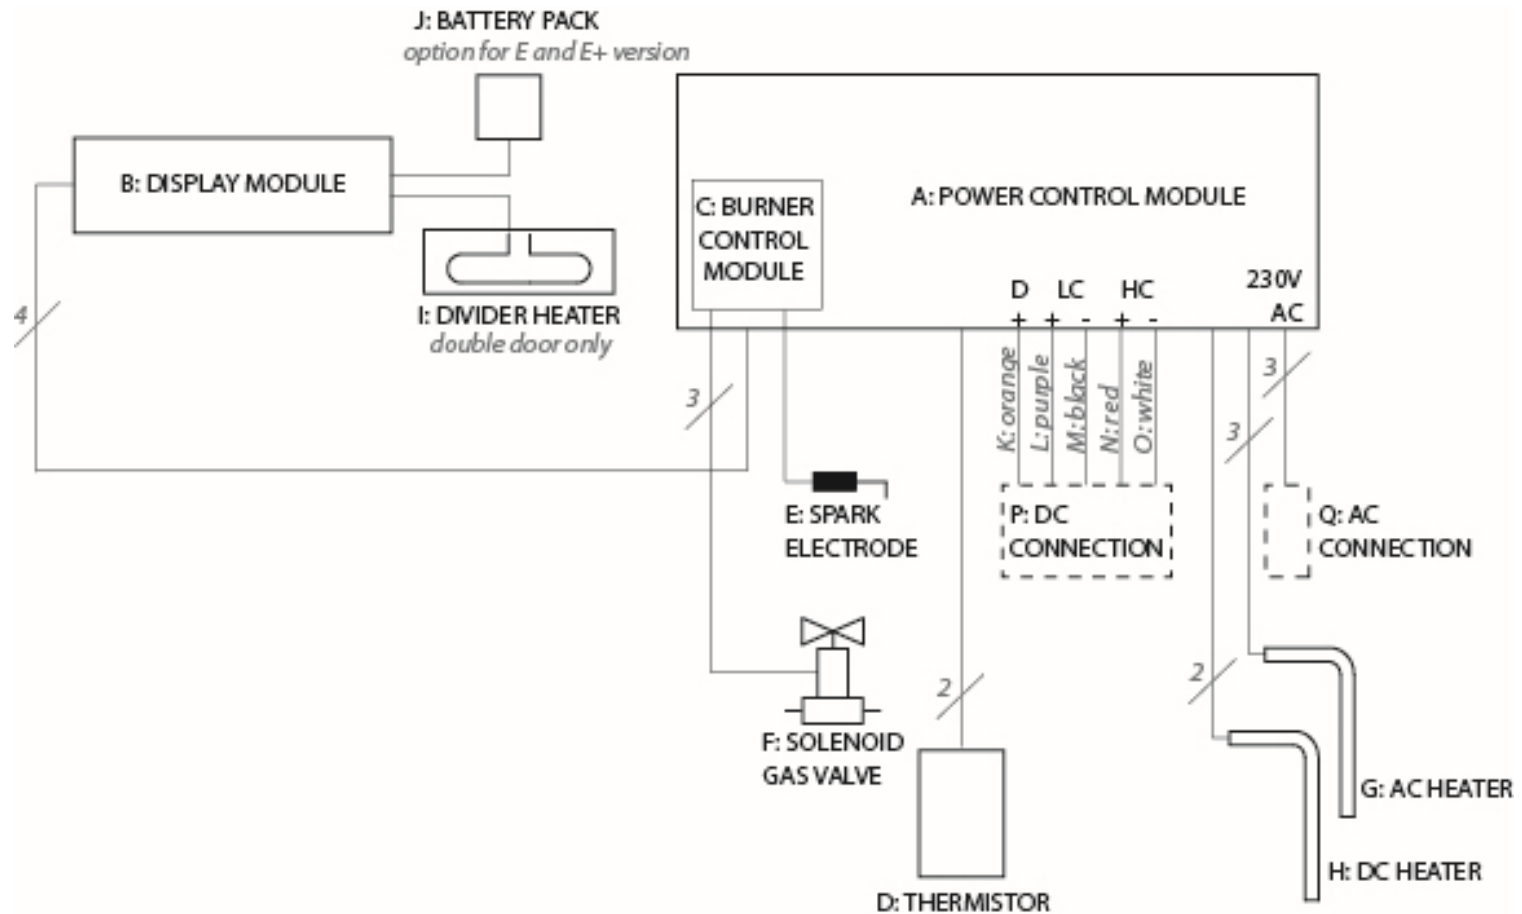 J: BATTERY PACK
option for E and E+ version
B: DISPLAY MODULE
A: POWER CONTROL MODULE
C: BURNER
CONTROL
MODULE
I: DIVIDER HEATER
double door only
D LC HC
+ + - + -
230V
AC
4
3
K: orange
L: purple
M: black
N: red
O: white
3
3
E: SPARK
ELECTRODE
P: DC
CONNECTION
Q: AC
CONNECTION
2
2
F: SOLENOID
GAS VALVE
G: AC HEATER
H: DC HEATER
D: THERMISTOR